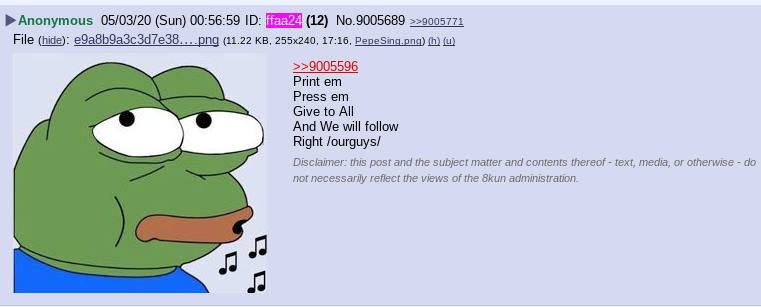 ▶Anonymous 05/03/20 (Sun) 00:56:59 ID: ffaa24 (12) No.9005689 >>9005771
File (hide): e9a8b9a3c3d7e38….png (11.22 KB, 255x240, 17:16, PepeSing.png) (h) (u)
>>9005596
Print em
Press em
Give to All
And We will follow
Right /ourguys/
Disclaimer: this post and the subject matter and contents thereof - text, media, or otherwise - do
not necessarily reflect the views of the 8kun administration.